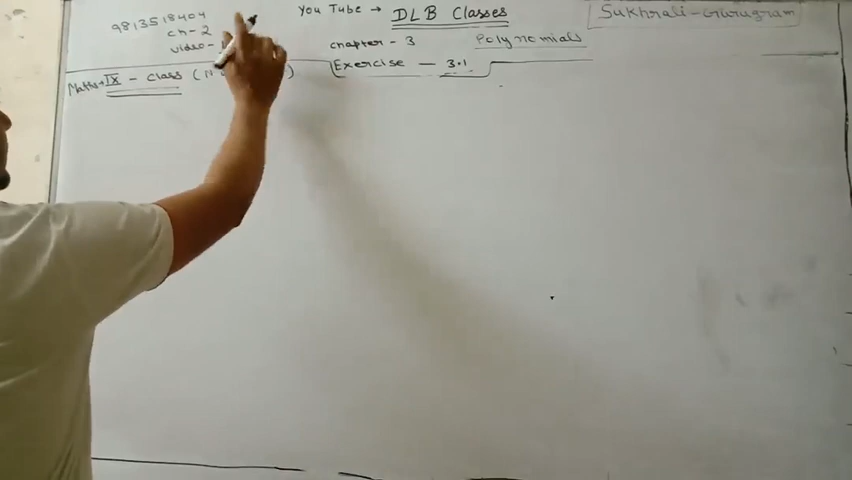 9813518404
ch-2
video-
You Tube → DLB Classes
Sukhrali-Gurugram
chapter-3 Polynomials
Maths+IX - class (
Exercise — 3.1